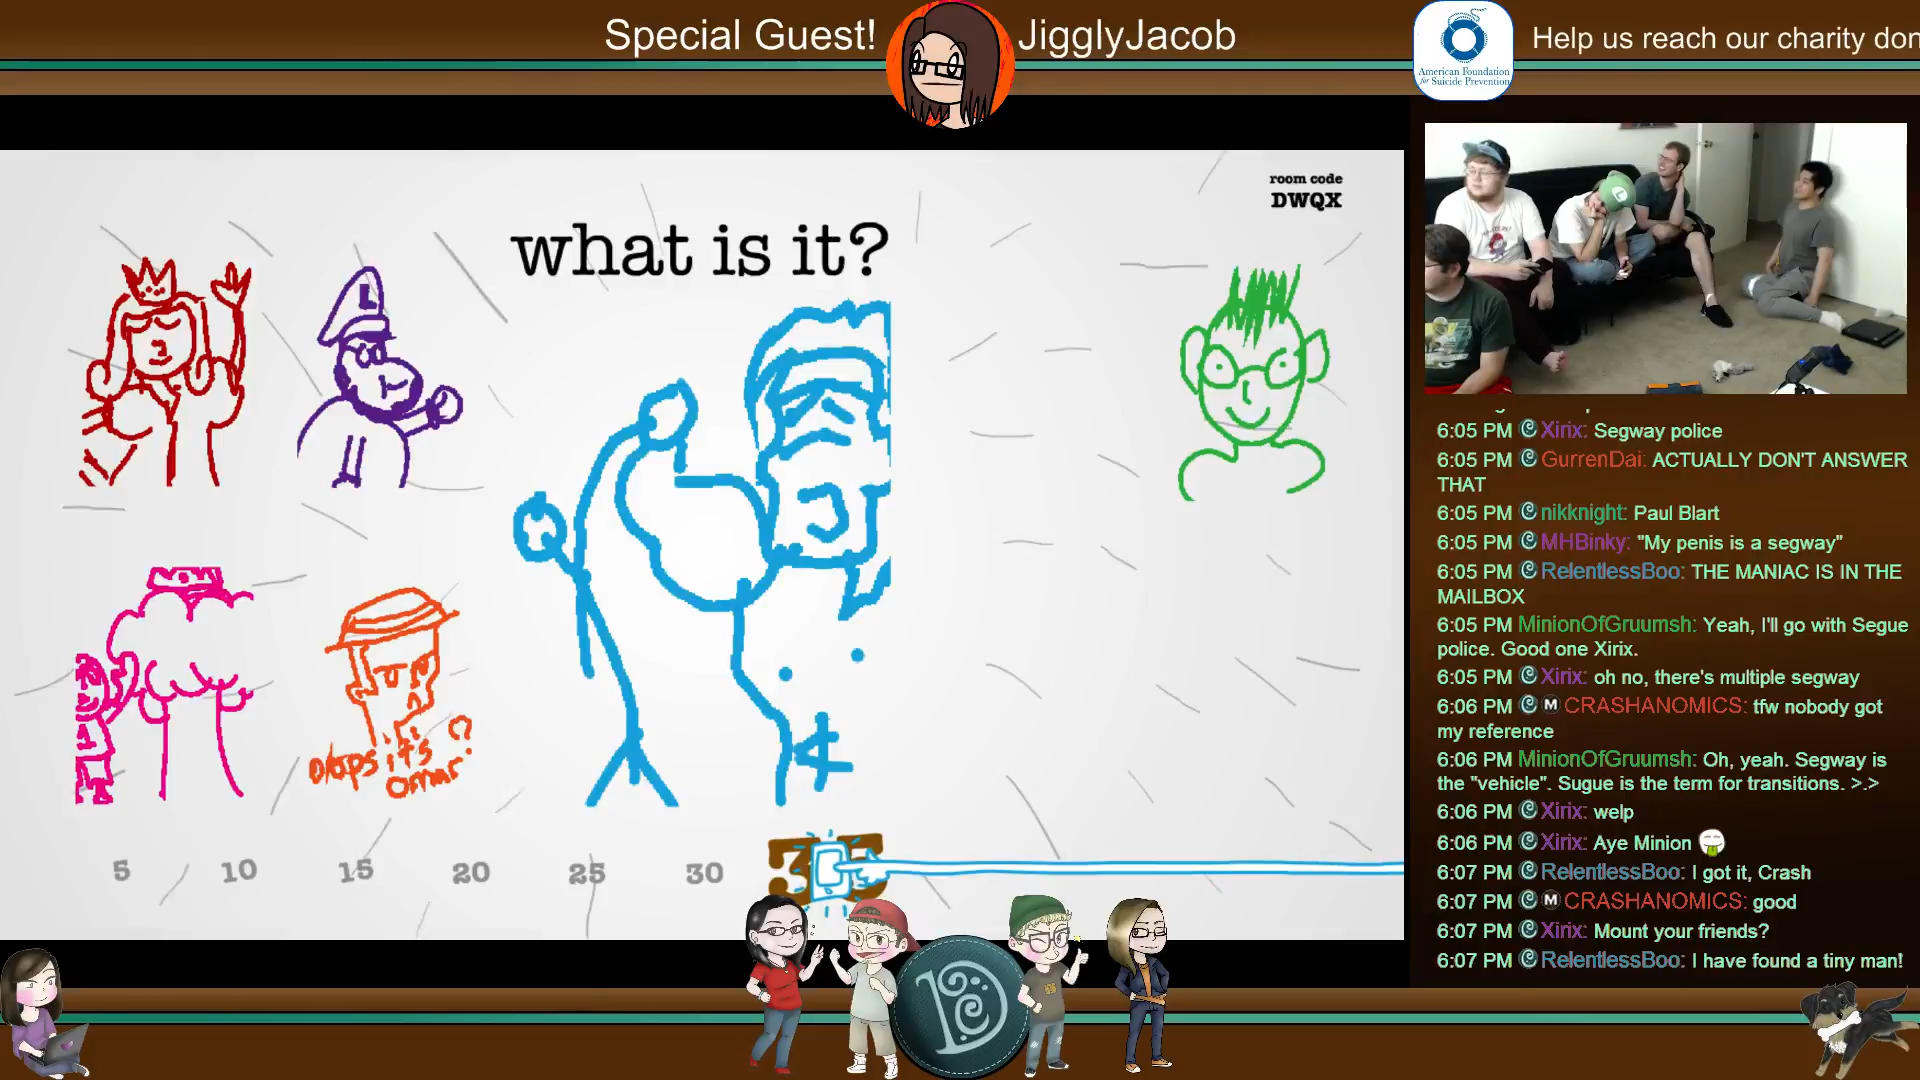 Special Guest!
JigglyJacob
American Foundation
for Suicide Prevention
Help us reach our charity don
room code
DWQX
what is it?
L
L
o/ops it's
omar?
5 10 15 20 25 30 35
6:05 PM Xirix: Segway police
6:05 PM GurrenDai: ACTUALLY DON'T ANSWER
THAT
6:05 PM nikknight: Paul Blart
6:05 PM MHBinky: "My penis is a segway"
6:05 PM RelentlessBoo: THE MANIAC IS IN THE
MAILBOX
6:05 PM MinionOfGruumsh: Yeah, I'll go with Segue
police. Good one Xirix.
6:05 PM Xirix: oh no, there's multiple segway
6:06 PM M CRASHANOMICS: tfw nobody got
my reference
6:06 PM MinionOfGruumsh: Oh, yeah. Segway is
the "vehicle". Sugue is the term for transitions. >.>
6:06 PM Xirix: welp
6:06 PM Xirix: Aye Minion
6:07 PM RelentlessBoo: I got it, Crash
6:07 PM M CRASHANOMICS: good
6:07 PM Xirix: Mount your friends?
6:07 PM RelentlessBoo: I have found a tiny man!